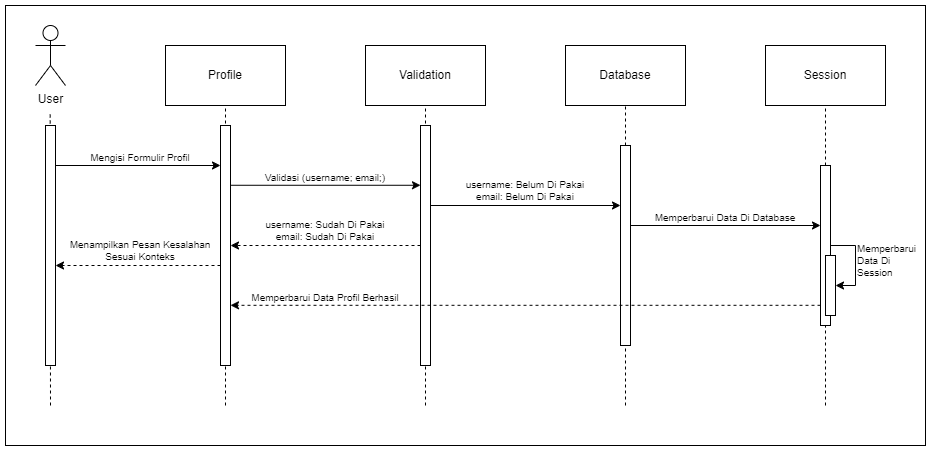 User
Profile
Validation
Database
Session
Mengisi Formulir Profil
Validasi (username; email;)
username: Belum Di Pakai
email: Belum Di Pakai
Memperbarui Data Di Database
username: Sudah Di Pakai
email: Sudah Di Pakai
Menampilkan Pesan Kesalahan
Sesuai Konteks
Memperbarui
Data Di
Session
Memperbarui Data Profil Berhasil